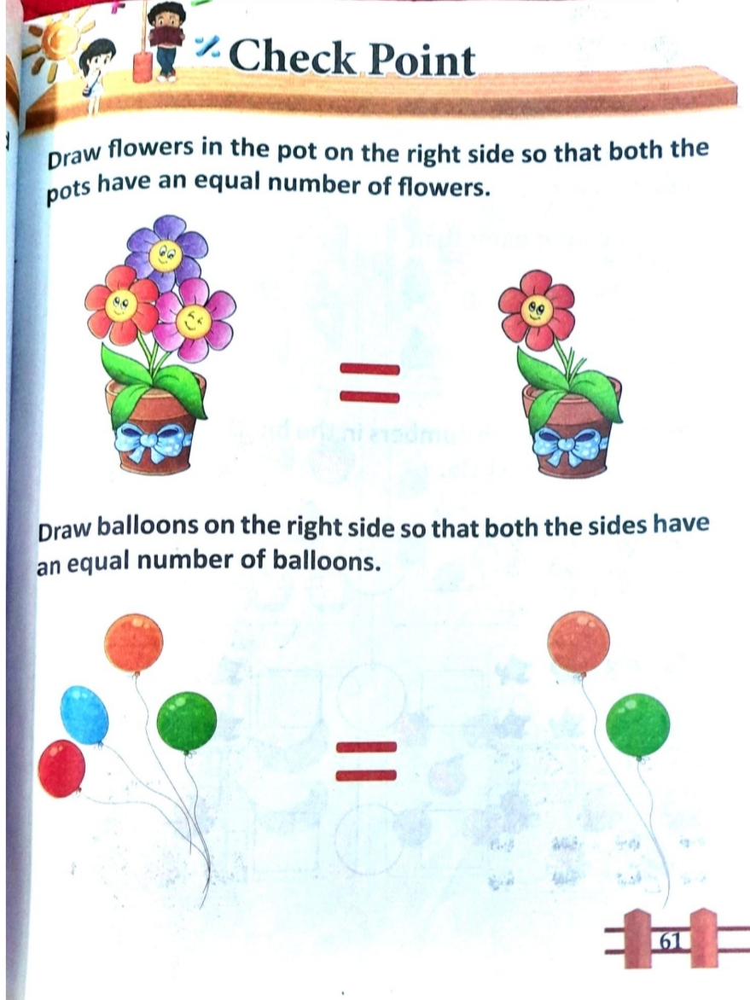 Check Point
Draw flowers in the pot on the right side so that both the
pots have an equal number of flowers.
Draw balloons on the right side so that both the sides have
an equal number of balloons.
61